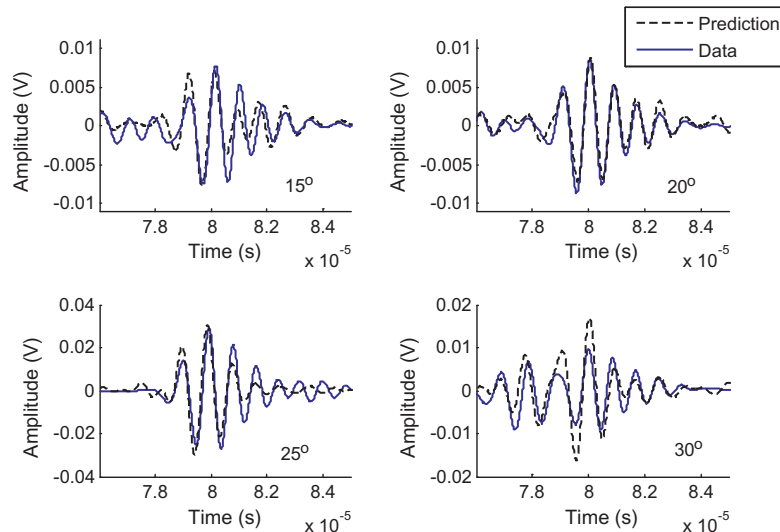 Prediction
Data
0.01
0.005
0
-0.005
-0.01
Amplitude (V)
15°
7.8 8 8.2 8.4
Time (s)
x 10-5
0.01
0.005
0
-0.005
-0.01
Amplitude (V)
20°
7.8 8 8.2 8.4
Time (s)
x 10-5
0.04
0.02
0
-0.02
-0.04
Amplitude (V)
25°
7.8 8 8.2 8.4
Time (s)
x 10-5
0.02
0.01
0
-0.01
-0.02
Amplitude (V)
30°
7.8 8 8.2 8.4
Time (s)
x 10-5